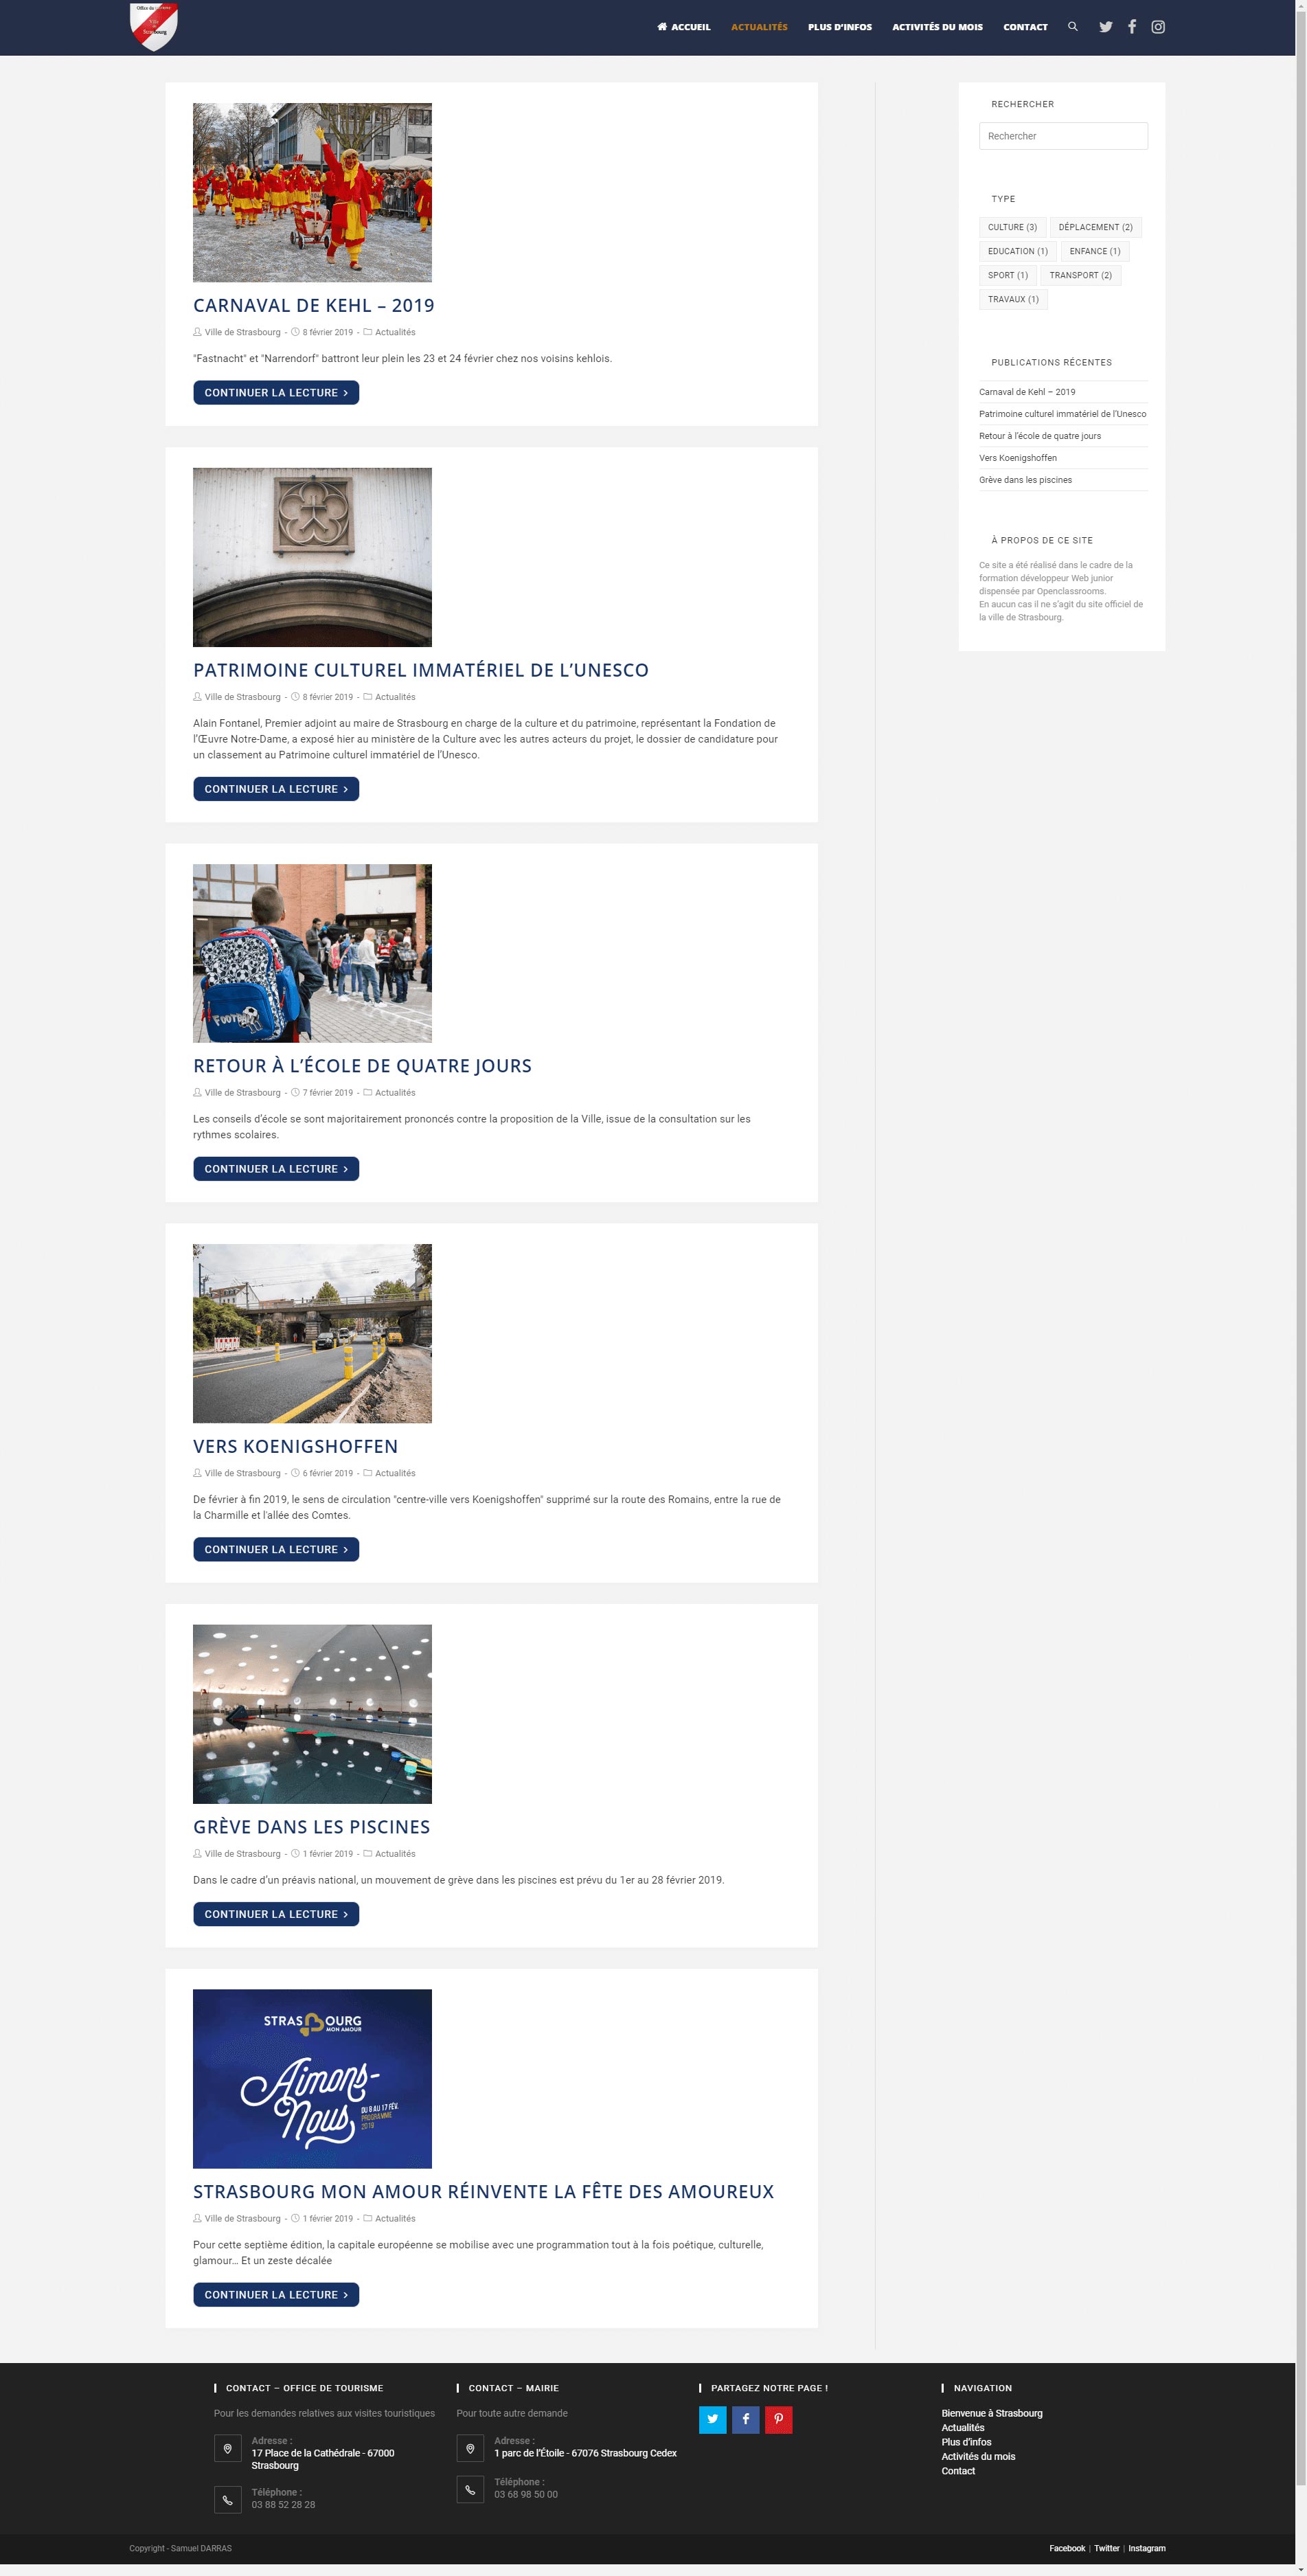 Office du tourisme
Ville
de
Strasbourg
ACCUEIL ACTUALITÉS PLUS D'INFOS ACTIVITÉS DU MOIS CONTACT
CARNAVAL DE KEHL – 2019
Ville de Strasbourg - 8 février 2019 - Actualités
"Fastnacht" et "Narrendorf" battront leur plein les 23 et 24 février chez nos voisins kehlois.
CONTINUER LA LECTURE >
PATRIMOINE CULTUREL IMMATÉRIEL DE L’UNESCO
Ville de Strasbourg - 8 février 2019 - Actualités
Alain Fontanel, Premier adjoint au maire de Strasbourg en charge de la culture et du patrimoine, représentant la Fondation de
l’Œuvre Notre-Dame, a exposé hier au ministère de la Culture avec les autres acteurs du projet, le dossier de candidature pour
un classement au Patrimoine culturel immatériel de l’Unesco.
CONTINUER LA LECTURE >
FOOTBALL
RETOUR À L’ÉCOLE DE QUATRE JOURS
Ville de Strasbourg - 7 février 2019 - Actualités
Les conseils d’école se sont majoritairement prononcés contre la proposition de la Ville, issue de la consultation sur les
rythmes scolaires.
CONTINUER LA LECTURE >
VERS KOENIGSHOFFEN
Ville de Strasbourg - 6 février 2019 - Actualités
De février à fin 2019, le sens de circulation "centre-ville vers Koenigshoffen" supprimé sur la route des Romains, entre la rue de
la Charmille et l'allée des Comtes.
CONTINUER LA LECTURE >
GRÈVE DANS LES PISCINES
Ville de Strasbourg - 1 février 2019 - Actualités
Dans le cadre d’un préavis national, un mouvement de grève dans les piscines est prévu du 1er au 28 février 2019.
CONTINUER LA LECTURE >
STRASBOURG
MON AMOUR
Aimons-
Nous
DU 8 AU 17 FÉV.
PROGRAMME
2019
STRASBOURG MON AMOUR RÉINVENTE LA FÊTE DES AMOUREUX
Ville de Strasbourg - 1 février 2019 - Actualités
Pour cette septième édition, la capitale européenne se mobilise avec une programmation tout à la fois poétique, culturelle,
glamour… Et un zeste décalée
CONTINUER LA LECTURE >
RECHERCHER
Rechercher
TYPE
CULTURE (3) DÉPLACEMENT (2)
EDUCATION (1) ENFANCE (1)
SPORT (1) TRANSPORT (2)
TRAVAUX (1)
PUBLICATIONS RÉCENTES
Carnaval de Kehl – 2019
Patrimoine culturel immatériel de l’Unesco
Retour à l’école de quatre jours
Vers Koenigshoffen
Grève dans les piscines
À PROPOS DE CE SITE
Ce site a été réalisé dans le cadre de la
formation développeur Web junior
dispensée par Openclassrooms.
En aucun cas il ne s’agit du site officiel de
la ville de Strasbourg.
CONTACT – OFFICE DE TOURISME
Pour les demandes relatives aux visites touristiques
Adresse :
17 Place de la Cathédrale - 67000
Strasbourg
Téléphone :
03 88 52 28 28
CONTACT – MAIRIE
Pour toute autre demande
Adresse :
1 parc de l’Étoile - 67076 Strasbourg Cedex
Téléphone :
03 68 98 50 00
PARTAGEZ NOTRE PAGE !
NAVIGATION
Bienvenue à Strasbourg
Actualités
Plus d’infos
Activités du mois
Contact
Copyright - Samuel DARRAS
Facebook | Twitter | Instagram